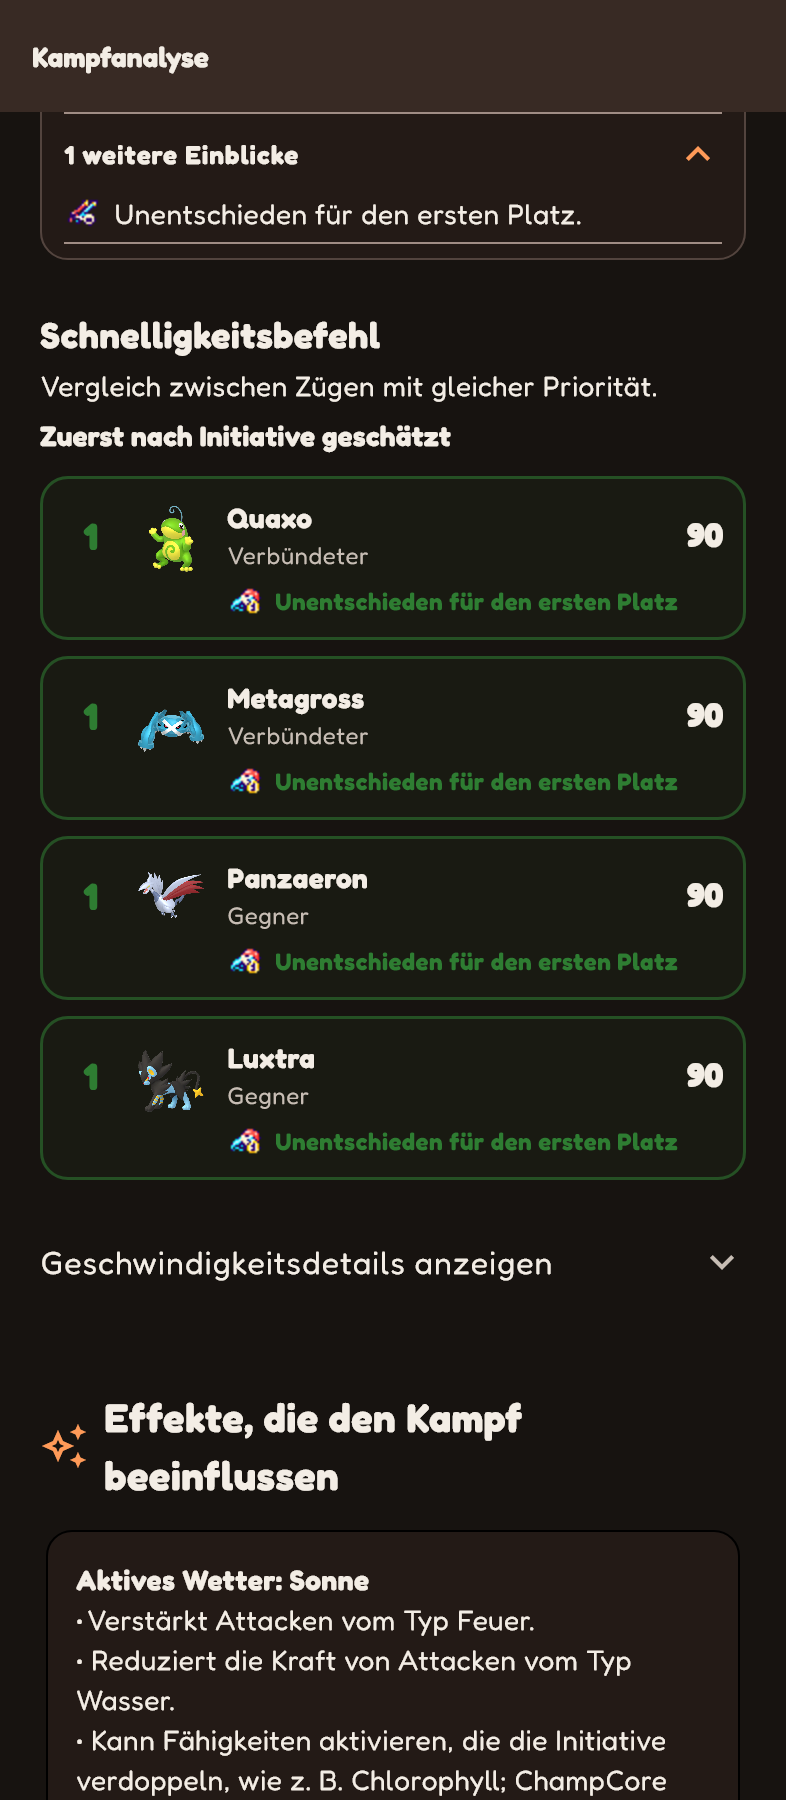 Kampfanalyse
1 weitere Einblicke
Unentschieden für den ersten Platz.
Schnelligkeitsbefehl
Vergleich zwischen Zügen mit gleicher Priorität.
Zuerst nach Initiative geschätzt
1
Quaxo
90
Verbündeter
Unentschieden für den ersten Platz
1
Metagross
90
Verbündeter
Unentschieden für den ersten Platz
1
Panzaeron
90
Gegner
Unentschieden für den ersten Platz
1
Luxtra
90
Gegner
Unentschieden für den ersten Platz
Geschwindigkeitsdetails anzeigen
Effekte, die den Kampf
beeinflussen
Aktives Wetter: Sonne
• Verstärkt Attacken vom Typ Feuer.
• Reduziert die Kraft von Attacken vom Typ
Wasser.
• Kann Fähigkeiten aktivieren, die die Initiative
verdoppeln, wie z. B. Chlorophyll; ChampCore